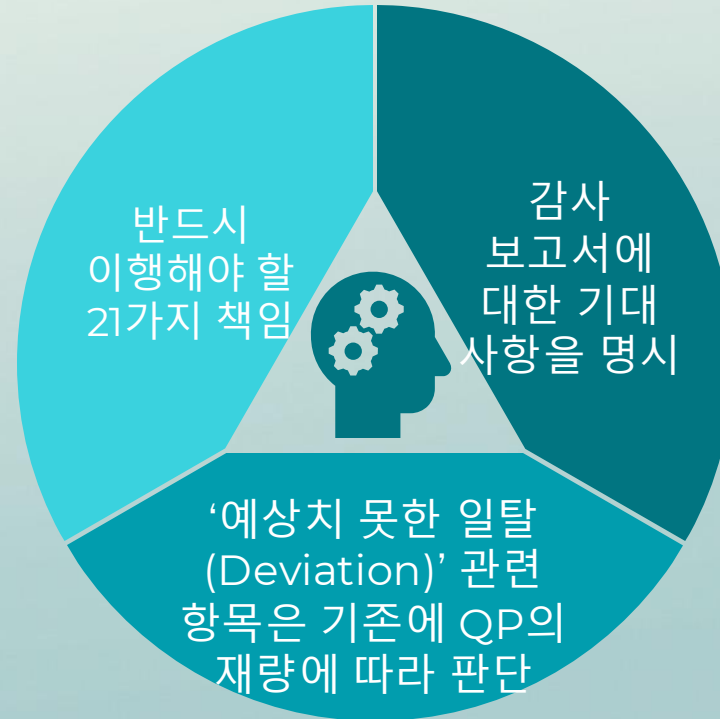 반드시
이행해야 할
21가지 책임
감사
보고서에
대한 기대
사항을 명시
‘예상치 못한 일탈
(Deviation)’ 관련
항목은 기존에 QP의
재량에 따라 판단